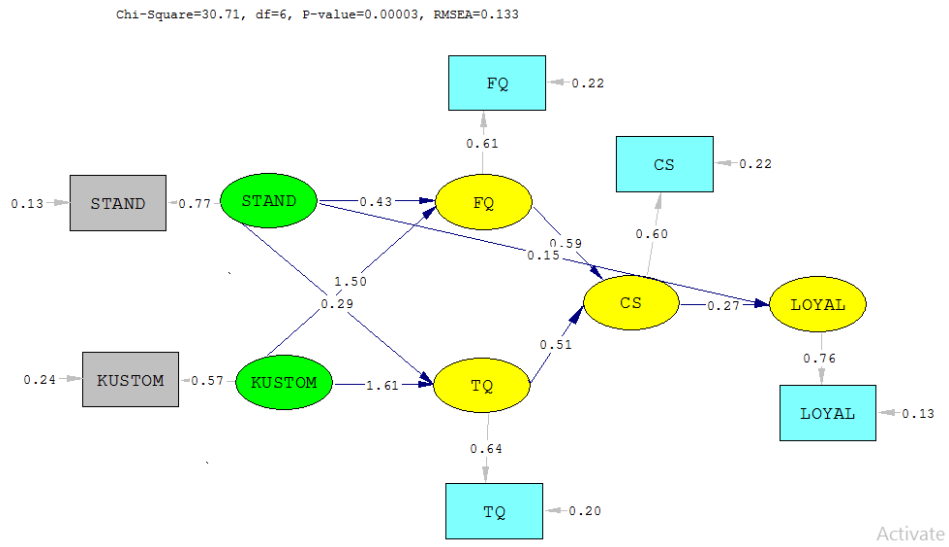 Chi-Square=30.71, df=6, P-value=0.00003, RMSEA=0.133
FQ
0.22
0.61
CS
0.22
0.13
STAND
0.77
STAND
0.43
FQ
0.60
0.59
0.15
1.50
0.29
CS
0.27
LOYAL
0.51
0.76
0.24
KUSTOM
0.57
KUSTOM
1.61
TQ
LOYAL
0.13
0.64
TQ
0.20
Activate